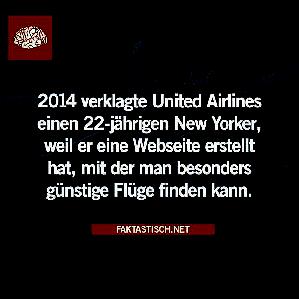 2014 verklagte United Airlines
einen 22-jährigen New Yorker,
weil er eine Webseite erstellt
hat, mit der man besonders
günstige Flüge finden kann.
FAKTASTISCH.NET